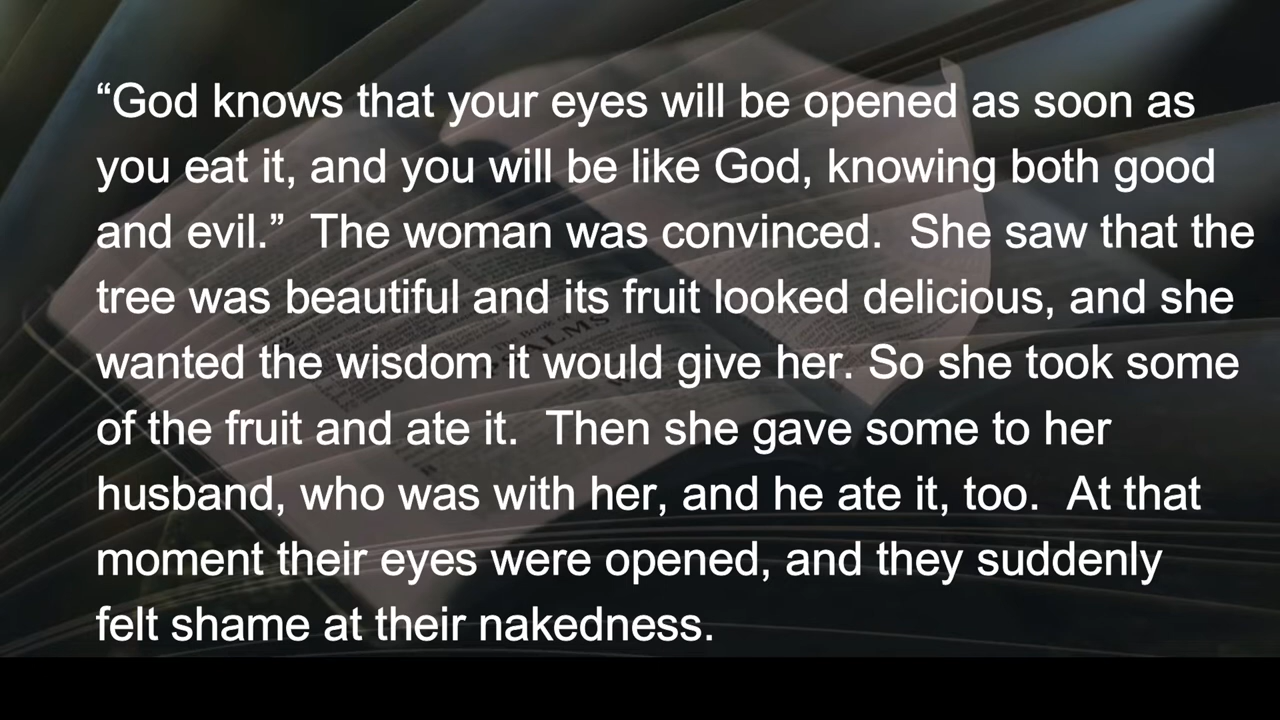 “God knows that your eyes will be opened as soon as
you eat it, and you will be like God, knowing both good
and evil.”  The woman was convinced.  She saw that the
tree was beautiful and its fruit looked delicious, and she
wanted the wisdom it would give her. So she took some
of the fruit and ate it.  Then she gave some to her
husband, who was with her, and he ate it, too.  At that
moment their eyes were opened, and they suddenly
felt shame at their nakedness.
The Book
PSALMS